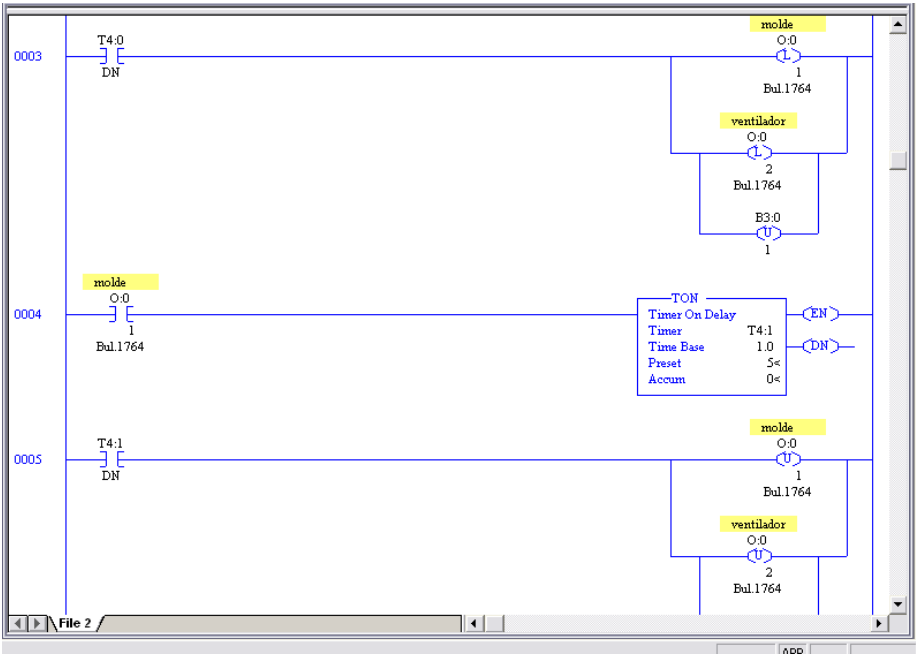 molde
T4:0
O:0
0003
L
DN
1
Bul.1764
ventilador
O:0
L
2
Bul.1764
B3:0
U
1
molde
O:0
0004
1
Bul.1764
TON
Timer On Delay
EN
Timer T4:1
Time Base 1.0
DN
Preset 5<
Accum 0<
molde
T4:1
O:0
0005
U
DN
1
Bul.1764
ventilador
O:0
U
2
Bul.1764
File 2